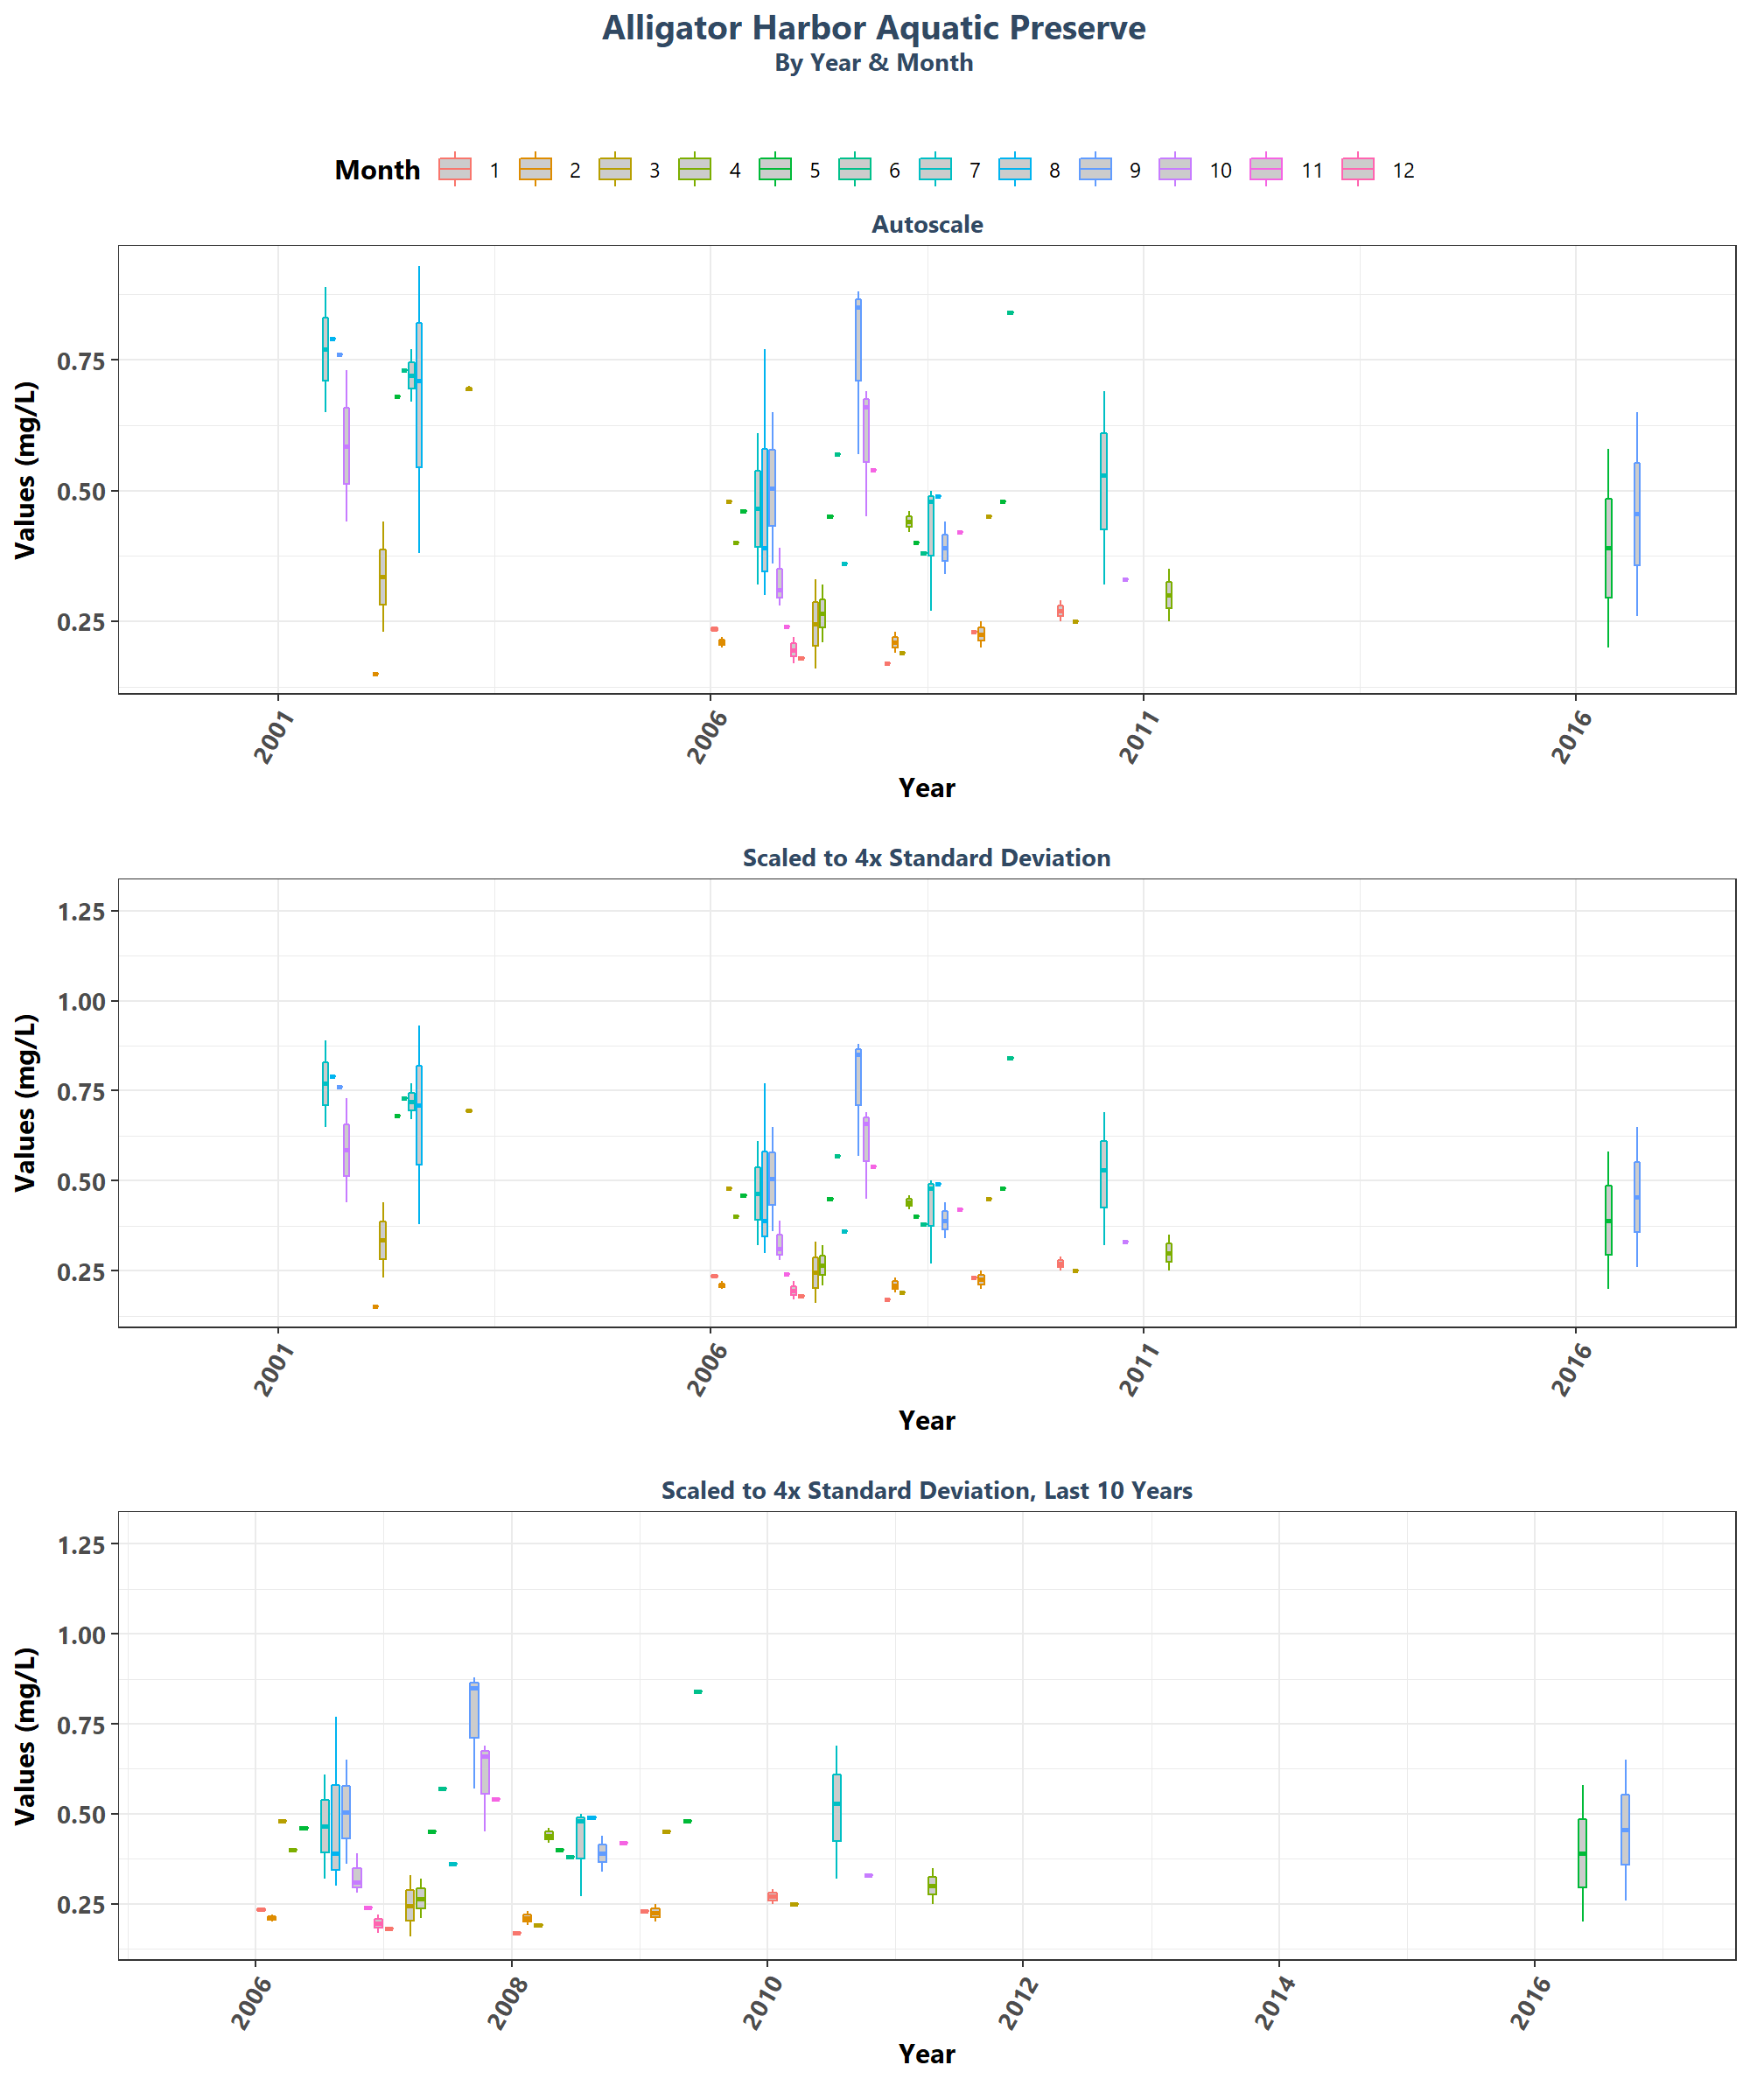 Alligator Harbor Aquatic Preserve
By Year & Month
Month 1 2 3 4 5 6 7 8 9 10 11 12
Autoscale
Values (mg/L)
0.75
0.50
0.25
2001 2006 2011 2016
Year
Scaled to 4x Standard Deviation
Values (mg/L)
1.25
1.00
0.75
0.50
0.25
2001 2006 2011 2016
Year
Scaled to 4x Standard Deviation, Last 10 Years
Values (mg/L)
1.25
1.00
0.75
0.50
0.25
2006 2008 2010 2012 2014 2016
Year